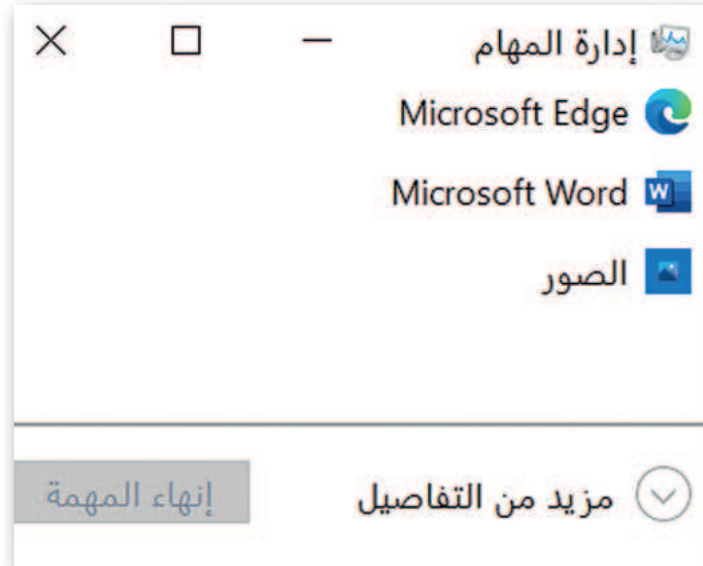 إدارة المهام
Microsoft Edge
Microsoft Word
الصور
مزيد من التفاصيل
إنهاء المهمة